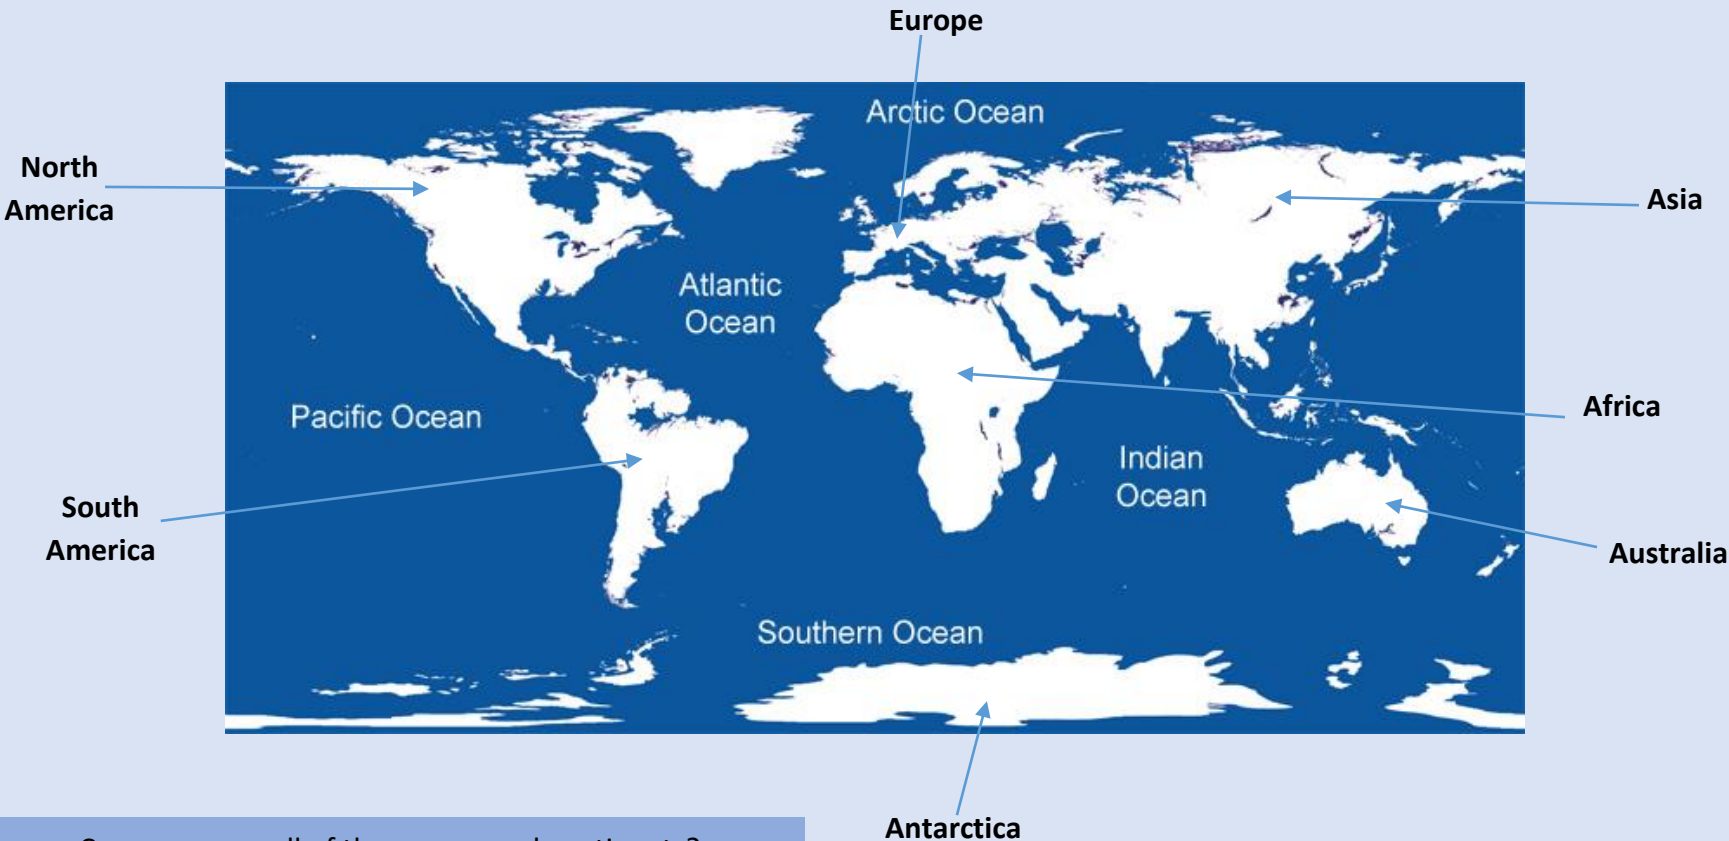 Europe
Arctic Ocean
North
America
Asia
Atlantic
Ocean
Africa
Pacific Ocean
Indian
Ocean
South
America
Australia
Southern Ocean
Antarctica